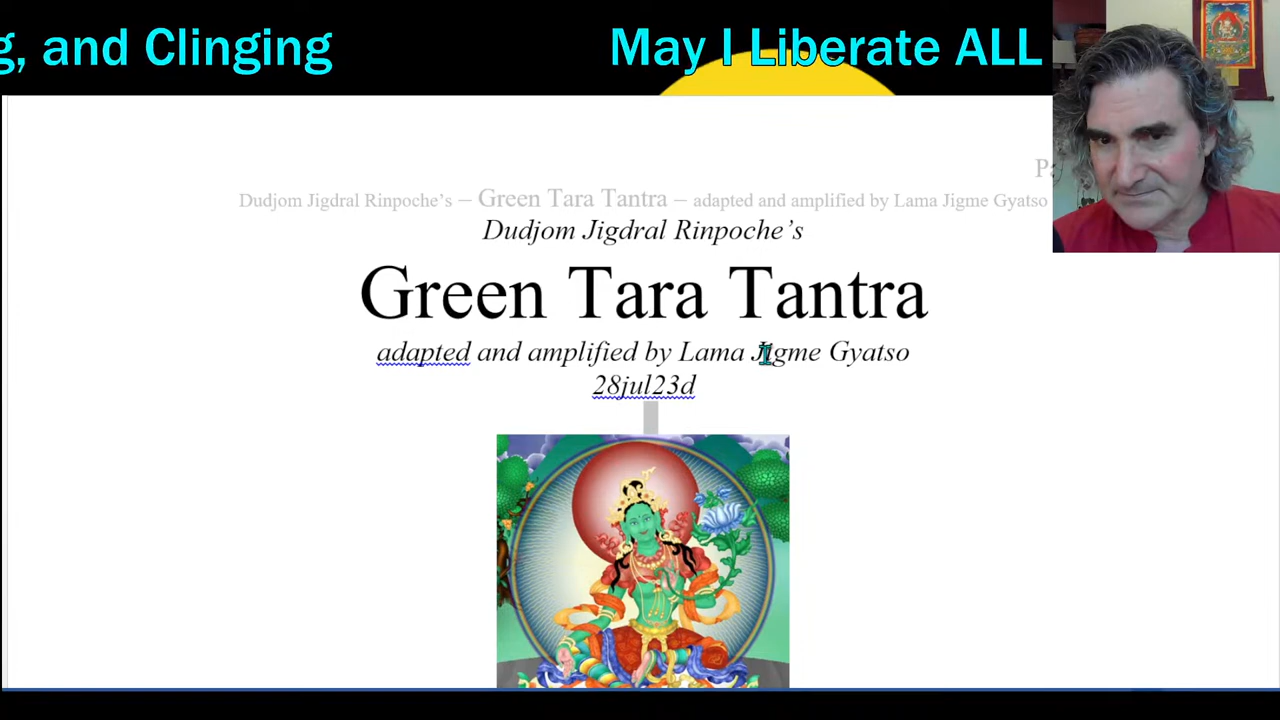 g, and Clinging May I Liberate ALL
Dudjom Jigdral Rinpoche's – Green Tara Tantra – adapted and amplified by Lama Jigme Gyatso
Dudjom Jigdral Rinpoche's
Green Tara Tantra
adapted and amplified by Lama Jigme Gyatso
28jul23d